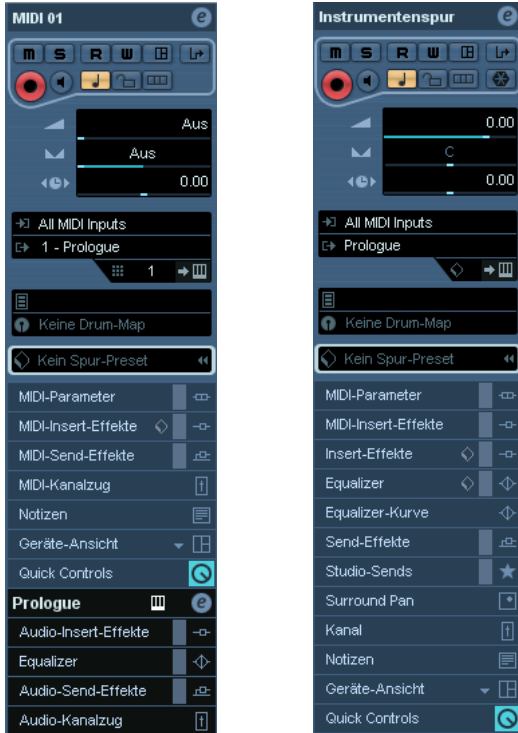 MIDI 01
e
m S R W
Aus
Aus
0.00
All MIDI Inputs
1 - Prologue
1
Keine Drum-Map
Kein Spur-Preset
MIDI-Parameter
MIDI-Insert-Effekte
MIDI-Send-Effekte
MIDI-Kanalzug
Notizen
Geräte-Ansicht
Quick Controls
Prologue
e
Audio-Insert-Effekte
Equalizer
Audio-Send-Effekte
Audio-Kanalzug
Instrumentenspur
e
m S R W
0.00
C
0.00
All MIDI Inputs
Prologue
Keine Drum-Map
Kein Spur-Preset
MIDI-Parameter
MIDI-Insert-Effekte
Insert-Effekte
Equalizer
Equalizer-Kurve
Send-Effekte
Studio-Sends
Surround Pan
Kanal
Notizen
Geräte-Ansicht
Quick Controls